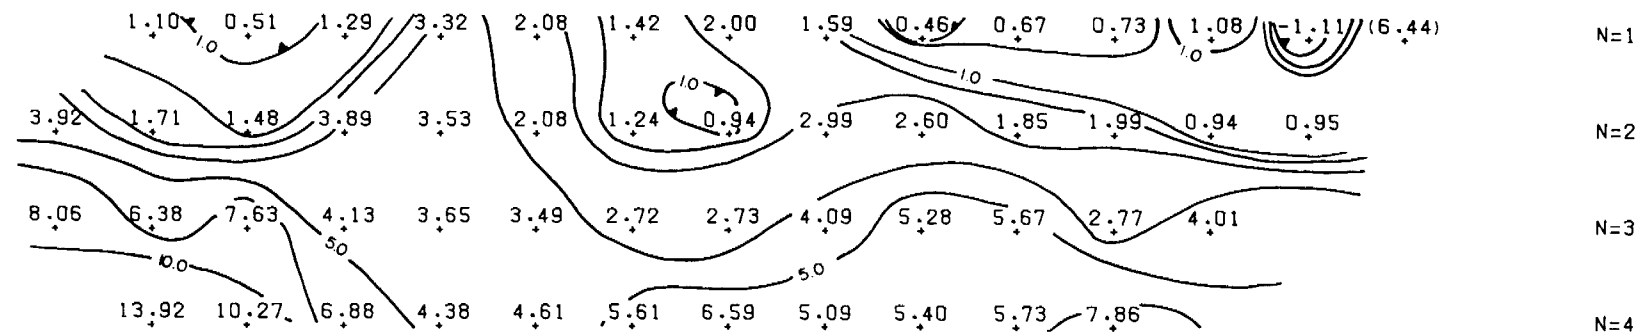 1.10 0.51 1.29 3.32 2.08 1.42 2.00 1.59 0.46 0.67 0.73 1.08 -1.11 (6.44) N=1
1.0 1.0
1.0 1.0
3.92 1.71 1.48 3.89 3.53 2.08 1.24 0.94 2.99 2.60 1.85 1.99 0.94 0.95 N=2
8.06 6.38 7.63 4.13 3.65 3.49 2.72 2.73 4.09 5.28 5.67 2.77 4.01 N=3
10.0 5.0 5.0
13.92 10.27 6.88 4.38 4.61 5.61 6.59 5.09 5.40 5.73 7.86 N=4